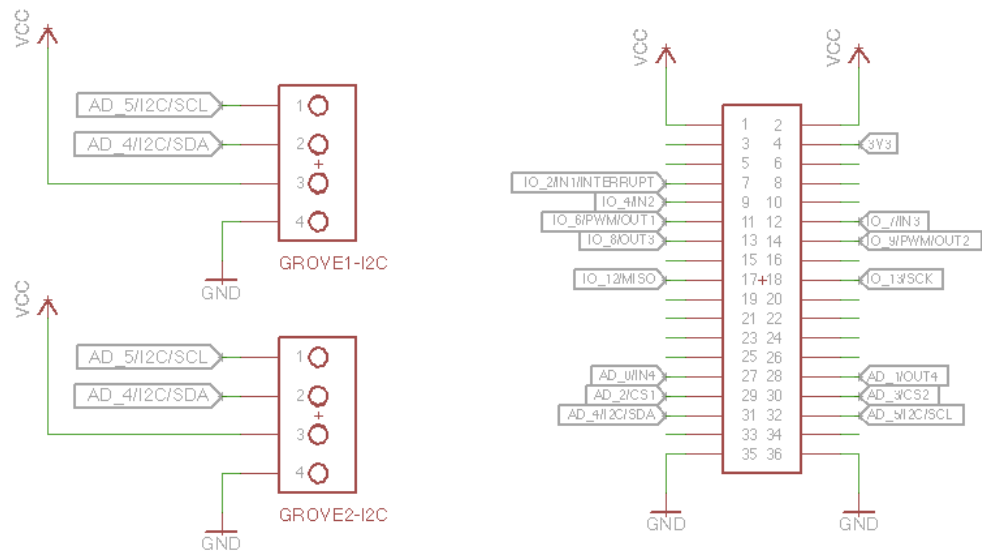 VCC
AD_5/I2C/SCL 1
AD_4/I2C/SDA 2
3
4
GND
GROVE1-I2C
VCC
AD_5/I2C/SCL 1
AD_4/I2C/SDA 2
3
4
GND
GROVE2-I2C
VCC VCC
1 2
3 4 3V3
5 6
IO_2/IN1/INTERRUPT 7 8
IO_4/IN2 9 10
IO_6/PWM/OUT1 11 12 IO_7/IN3
IO_8/OUT3 13 14 IO_9/PWM/OUT2
15 16
IO_12/MISO 17 18 IO_13/SCK
19 20
21 22
23 24
25 26
AD_0/IN4 27 28 AD_1/OUT4
AD_2/CS1 29 30 AD_3/CS2
AD_4/I2C/SDA 31 32 AD_5/I2C/SCL
33 34
35 36
GND GND